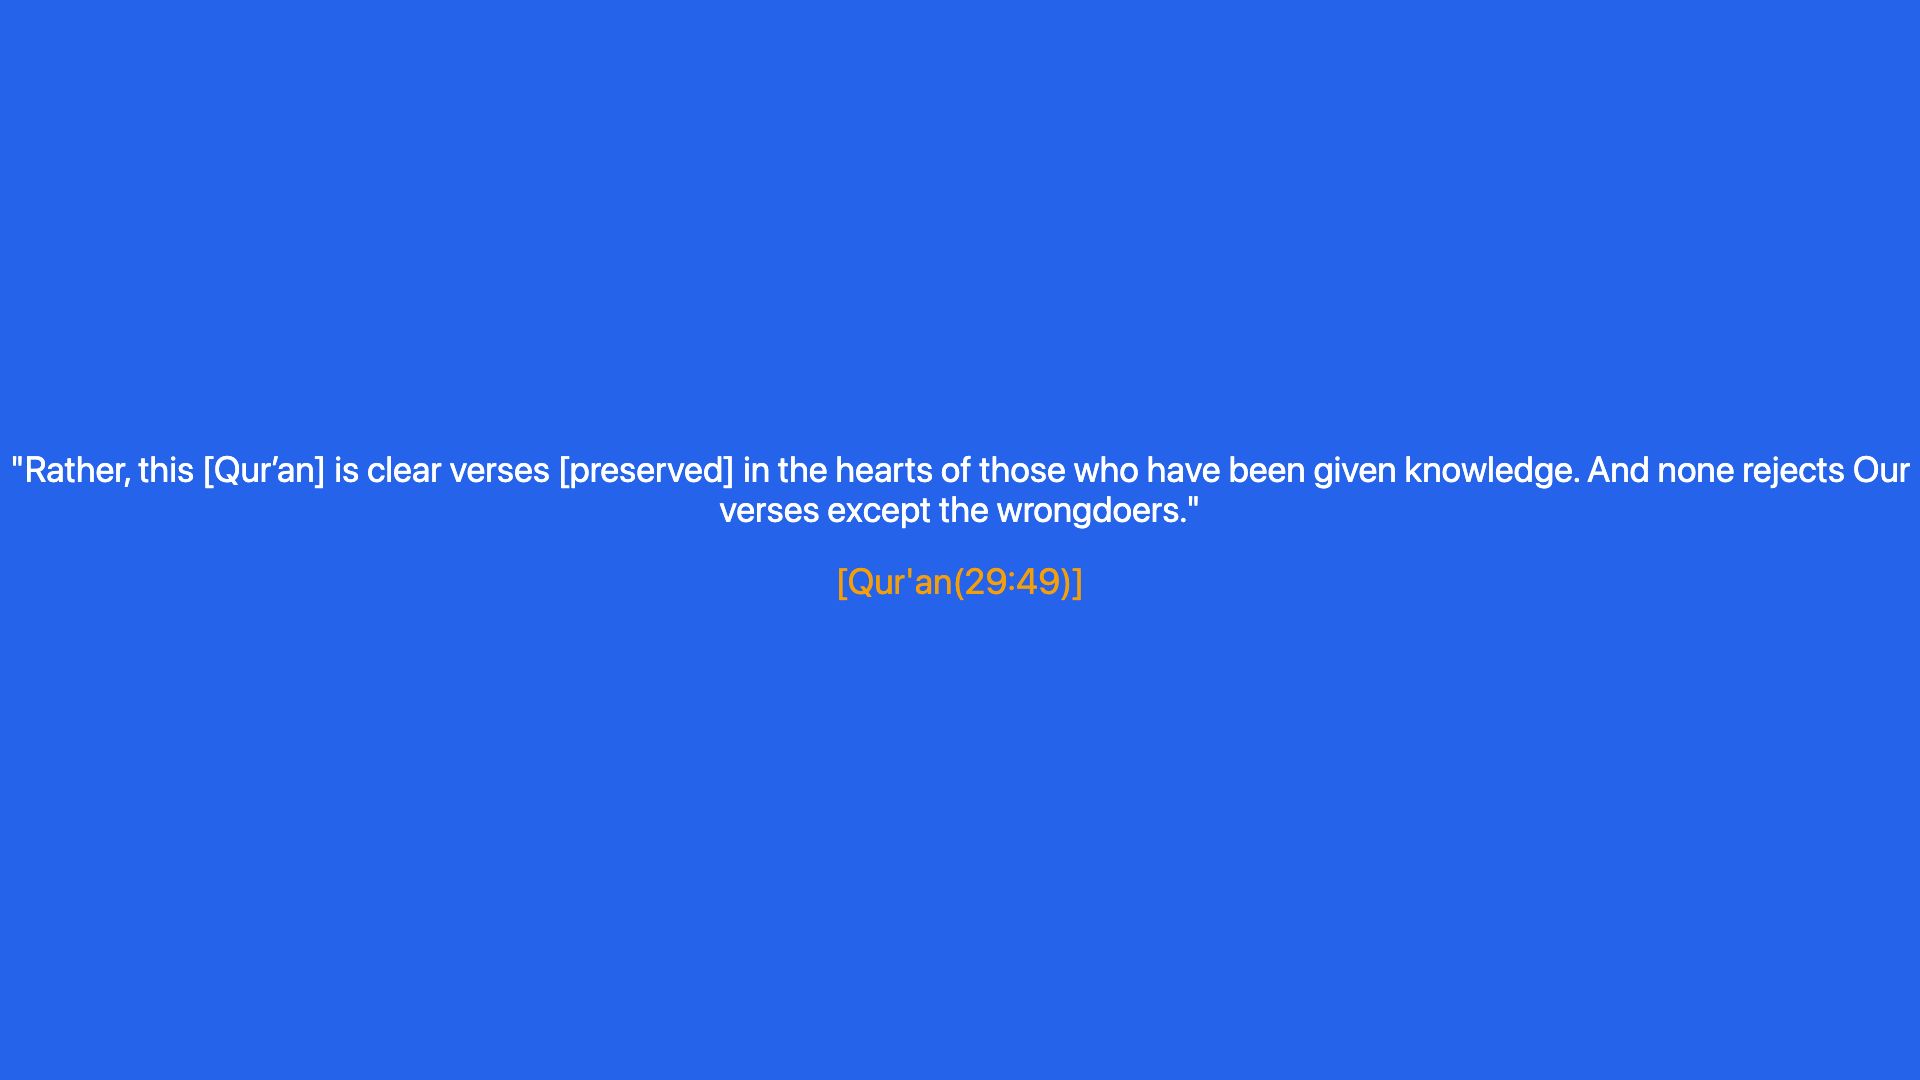 "Rather, this [Qur’an] is clear verses [preserved] in the hearts of those who have been given knowledge. And none rejects Our
verses except the wrongdoers."
[Qur'an(29:49)]